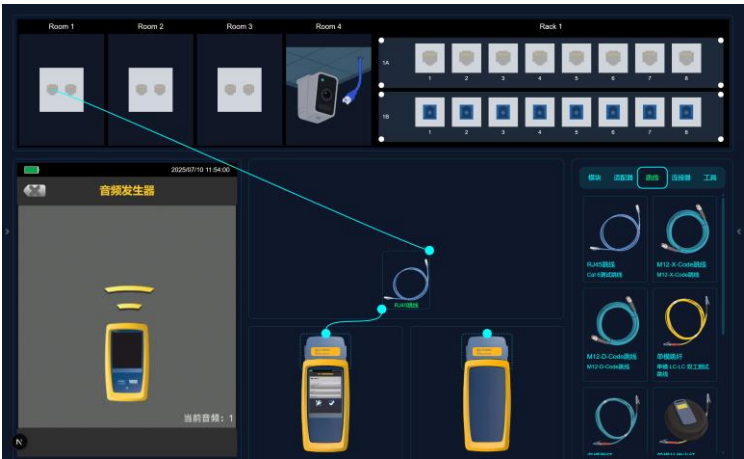 Room 1
Room 2
Room 3
Room 4
Rack 1
1A
1 2 3 4 5 6 7 8
1B
1 2 3 4 5 6 7 8
2025/07/10 11:54:00
音频发生器
当前音频：1
N
RJ45跳线
模块 适配器 跳线 连接器 工具
RJ45跳线
Cat 6测试跳线
M12-X-Code跳线
M12-X-Code跳线
M12-D-Code跳线
M12-D-Code跳线
单模跳纤
单模 LC-LC 双工测试
跳线